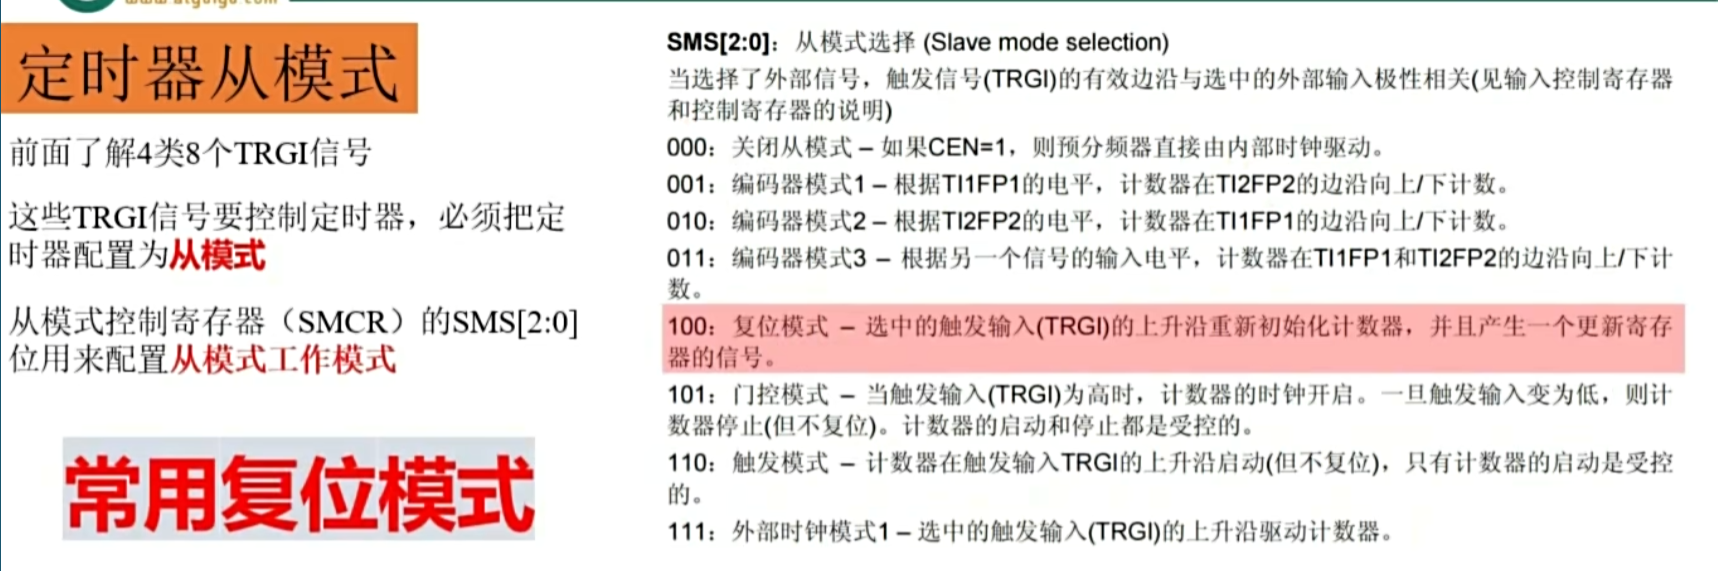 定时器从模式
前面了解4类8个TRGI信号
这些TRGI信号要控制定时器，必须把定
时器配置为从模式
从模式控制寄存器（SMCR）的SMS[2:0]
位用来配置从模式工作模式
常用复位模式
SMS[2:0]：从模式选择 (Slave mode selection)
当选择了外部信号，触发信号(TRGI)的有效边沿与选中的外部输入极性相关(见输入控制寄存器
和控制寄存器的说明)
000：关闭从模式 – 如果CEN=1，则预分频器直接由内部时钟驱动。
001：编码器模式1 – 根据TI1FP1的电平，计数器在TI2FP2的边沿向上/下计数。
010：编码器模式2 – 根据TI2FP2的电平，计数器在TI1FP1的边沿向上/下计数。
011：编码器模式3 – 根据另一个信号的输入电平，计数器在TI1FP1和TI2FP2的边沿向上/下计
数。
100：复位模式 – 选中的触发输入(TRGI)的上升沿重新初始化计数器，并且产生一个更新寄存
器的信号。
101：门控模式 – 当触发输入(TRGI)为高时，计数器的时钟开启。一旦触发输入变为低，则计
数器停止(但不复位)。计数器的启动和停止都是受控的。
110：触发模式 – 计数器在触发输入TRGI的上升沿启动(但不复位)，只有计数器的启动是受控
的。
111：外部时钟模式1 – 选中的触发输入(TRGI)的上升沿驱动计数器。